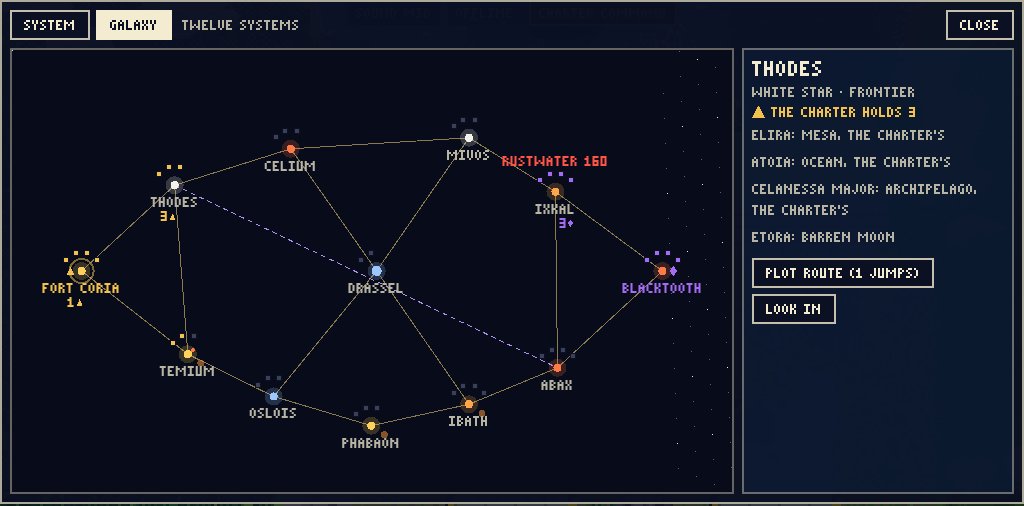 SYSTEM
GALAXY
TWELVE SYSTEMS
CLOSE
MIVOS
RUSTWATER 160
CELIUM
THODES
3▲
IXKAL
3♦
FORT CORIA
1▲
DRASSEL
BLACKTOOTH
TEMIUM
ABAX
OSLOIS
IBATH
PHABAON
THODES
WHITE STAR · FRONTIER
▲ THE CHARTER HOLDS 3
ELIRA: MESA, THE CHARTER'S
ATOIA: OCEAN, THE CHARTER'S
CELANESSA MAJOR: ARCHIPELAGO,
THE CHARTER'S
ETORA: BARREN MOON
PLOT ROUTE (1 JUMPS)
LOOK IN